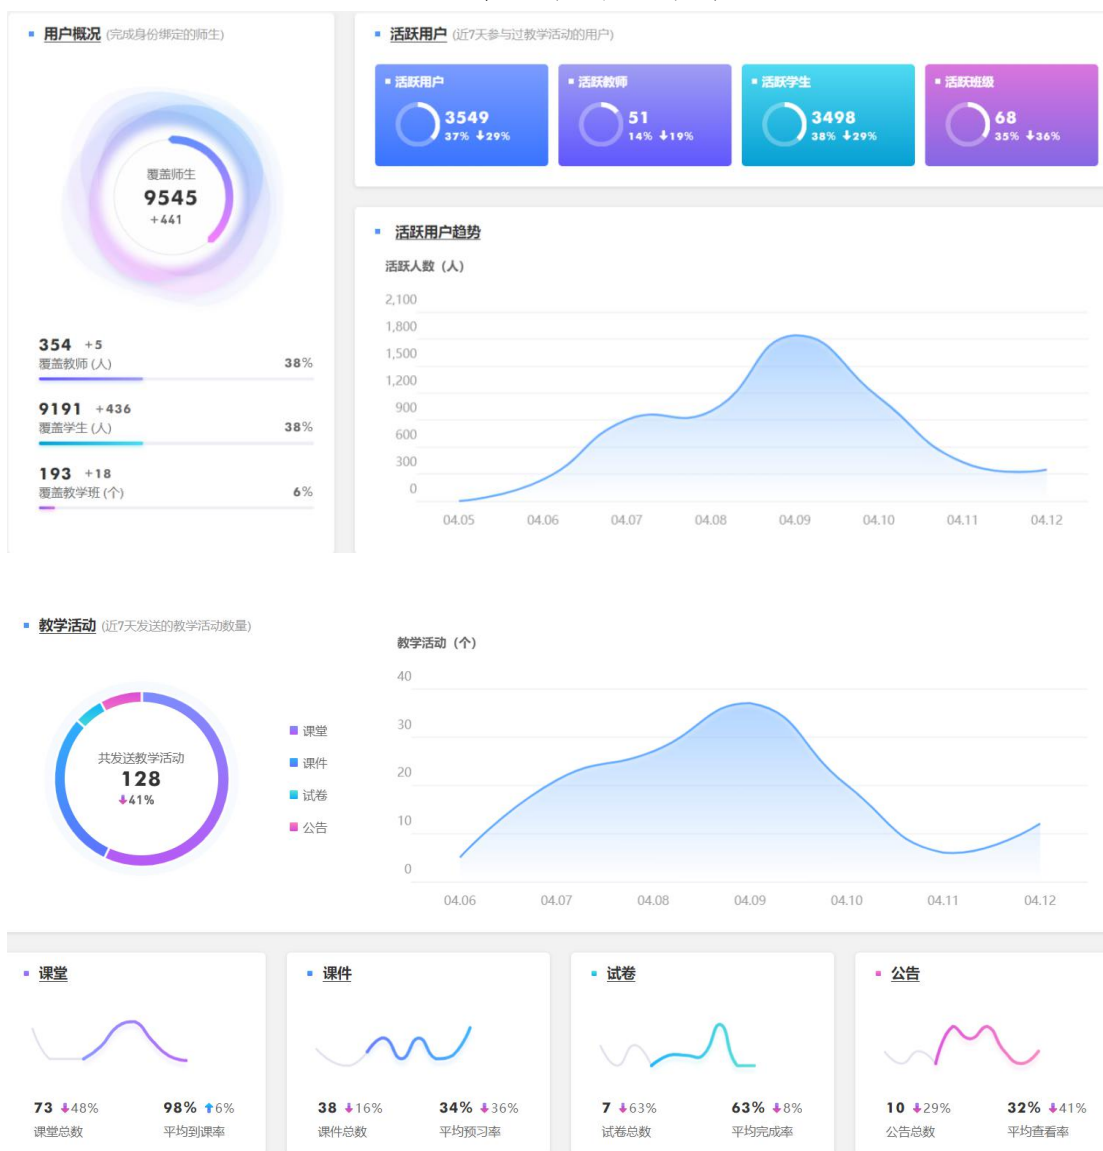 用户概况 (完成身份绑定的师生)
覆盖师生
9545
+441
354 +5
覆盖教师 (人) 38%
9191 +436
覆盖学生 (人) 38%
193 +18
覆盖教学班 (个) 6%
活跃用户 (近7天参与过教学活动的用户)
活跃用户
3549
37% ↓29%
活跃教师
51
14% ↓19%
活跃学生
3498
38% ↓29%
活跃班级
68
35% ↓36%
活跃用户趋势
活跃人数（人）
2,100
1,800
1,500
1,200
900
600
300
0
04.05 04.06 04.07 04.08 04.09 04.10 04.11 04.12
教学活动 (近7天发送的教学活动数量)
共发送教学活动
128
↓41%
课堂
课件
试卷
公告
教学活动（个）
40
30
20
10
0
04.06 04.07 04.08 04.09 04.10 04.11 04.12
课堂
73 ↓48% 98% ↑6%
课堂总数 平均到课率
课件
38 ↓16% 34% ↓36%
课件总数 平均预习率
试卷
7 ↓63% 63% ↓8%
试卷总数 平均完成率
公告
10 ↓29% 32% ↓41%
公告总数 平均查看率